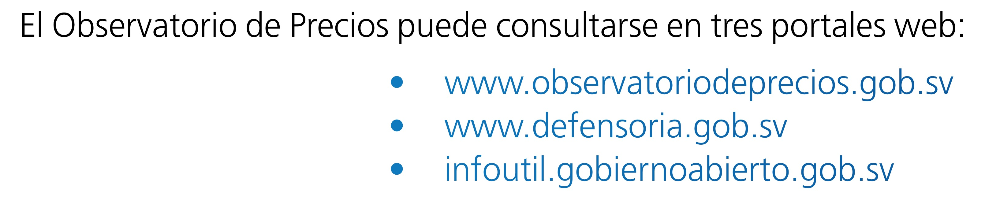 El Observatorio de Precios puede consultarse en tres portales web:
• www.observatoriodeprecios.gob.sv
• www.defensoria.gob.sv
• infoutil.gobiernoabierto.gob.sv